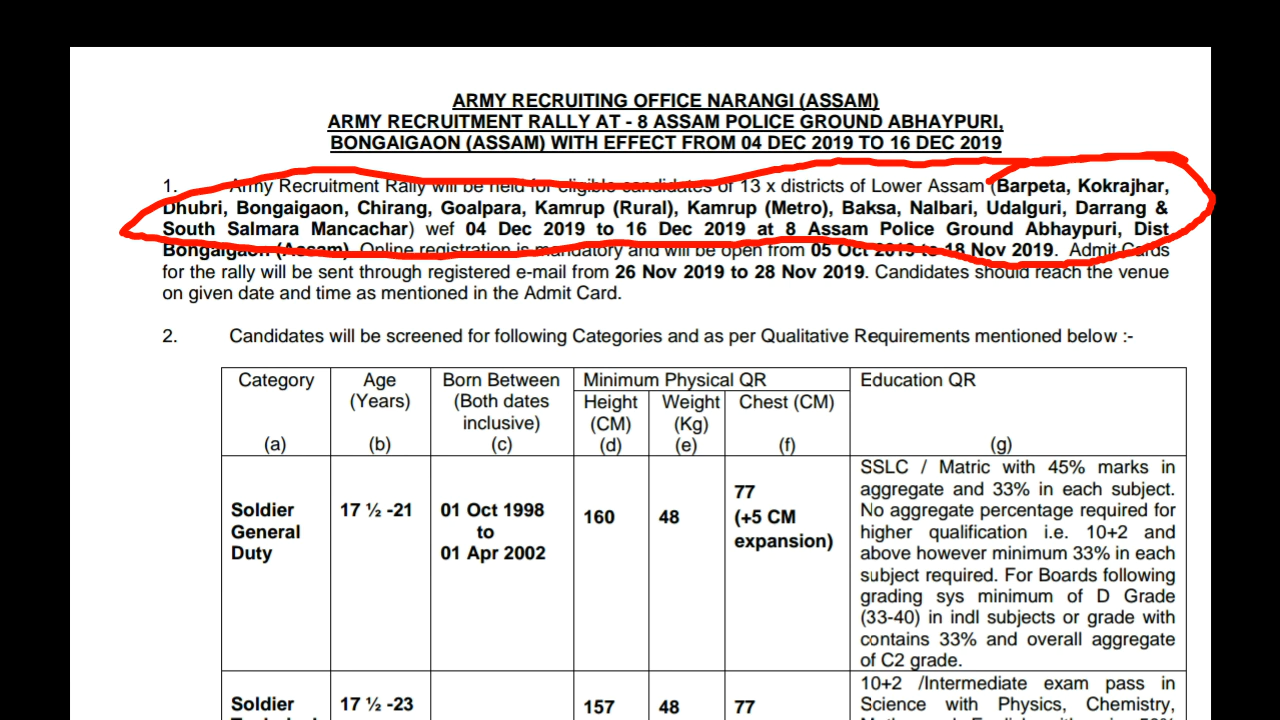 ARMY RECRUITING OFFICE NARANGI (ASSAM)
ARMY RECRUITMENT RALLY AT - 8 ASSAM POLICE GROUND ABHAYPURI,
BONGAIGAON (ASSAM) WITH EFFECT FROM 04 DEC 2019 TO 16 DEC 2019
1. Army Recruitment Rally will be held for eligible candidates of 13 x districts of Lower Assam (Barpeta, Kokrajhar,
Dhubri, Bongaigaon, Chirang, Goalpara, Kamrup (Rural), Kamrup (Metro), Baksa, Nalbari, Udalguri, Darrang &
South Salmara Mancachar) wef 04 Dec 2019 to 16 Dec 2019 at 8 Assam Police Ground Abhaypuri, Dist
Bongaigaon (Assam). Online registration is mandatory and will be open from 05 Oct 2019 to 18 Nov 2019. Admit Cards
for the rally will be sent through registered e-mail from 26 Nov 2019 to 28 Nov 2019. Candidates should reach the venue
on given date and time as mentioned in the Admit Card.
2. Candidates will be screened for following Categories and as per Qualitative Requirements mentioned below :-
Category
(a)
Age
(Years)
(b)
Born Between
(Both dates
inclusive)
(c)
Minimum Physical QR
Height
(CM)
(d)
Weight
(Kg)
(e)
Chest (CM)
(f)
Education QR
(g)
Soldier
General
Duty
17 ½ -21
01 Oct 1998
to
01 Apr 2002
160
48
77
(+5 CM
expansion)
SSLC / Matric with 45% marks in
aggregate and 33% in each subject.
No aggregate percentage required for
higher qualification i.e. 10+2 and
above however minimum 33% in each
subject required. For Boards following
grading sys minimum of D Grade
(33-40) in indl subjects or grade with
contains 33% and overall aggregate
of C2 grade.
Soldier
17 ½ -23
157
48
77
10+2 /Intermediate exam pass in
Science with Physics, Chemistry,